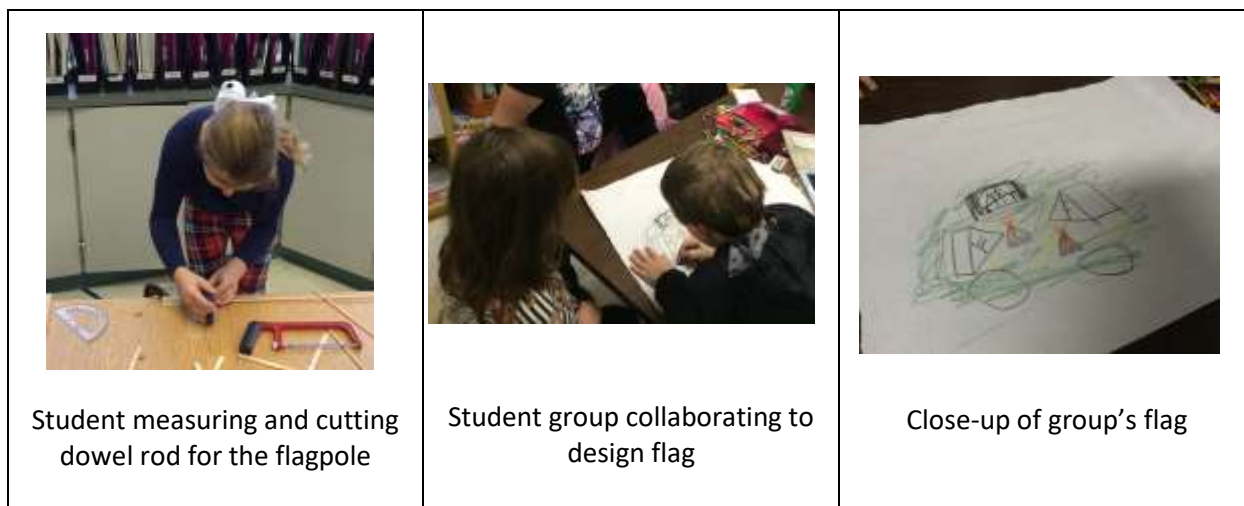 Student measuring and cutting
dowel rod for the flagpole
Student group collaborating to
design flag
Close-up of group’s flag